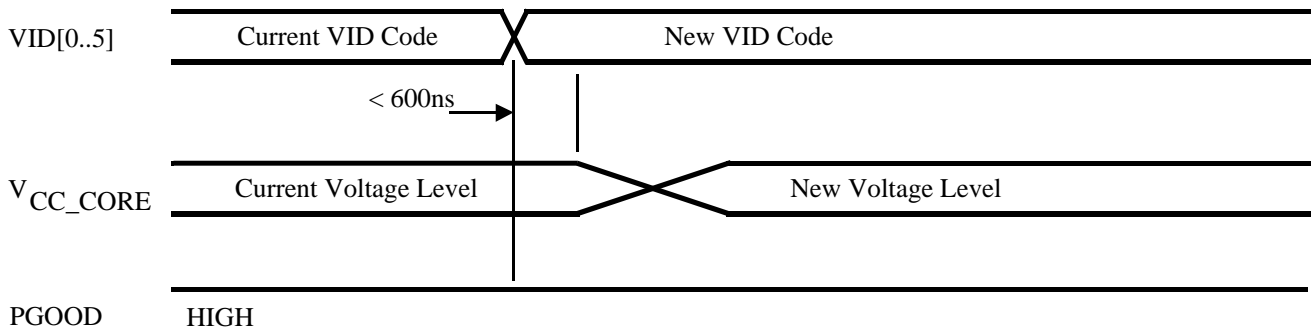 VID[0..5] Current VID Code New VID Code
< 600ns
VCC_CORE Current Voltage Level New Voltage Level
PGOOD HIGH